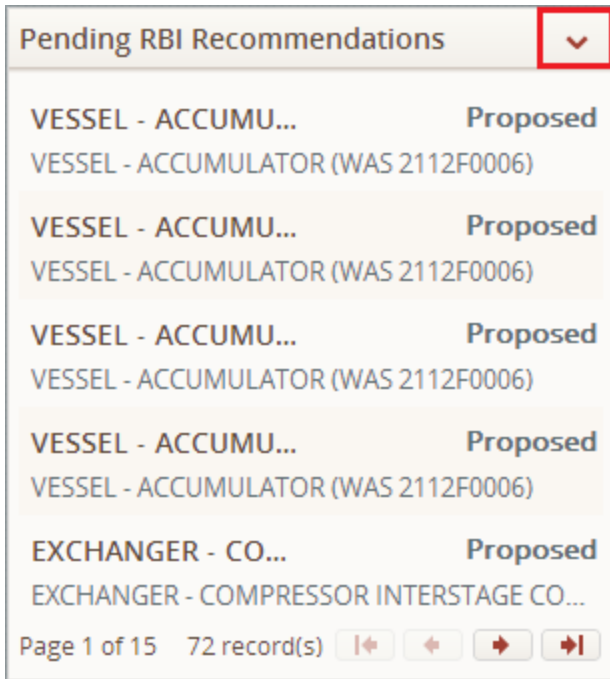 Pending RBI Recommendations
VESSEL - ACCUMU... Proposed
VESSEL - ACCUMULATOR (WAS 2112F0006)
VESSEL - ACCUMU... Proposed
VESSEL - ACCUMULATOR (WAS 2112F0006)
VESSEL - ACCUMU... Proposed
VESSEL - ACCUMULATOR (WAS 2112F0006)
VESSEL - ACCUMU... Proposed
VESSEL - ACCUMULATOR (WAS 2112F0006)
EXCHANGER - CO... Proposed
EXCHANGER - COMPRESSOR INTERSTAGE CO...
Page 1 of 15 72 record(s)